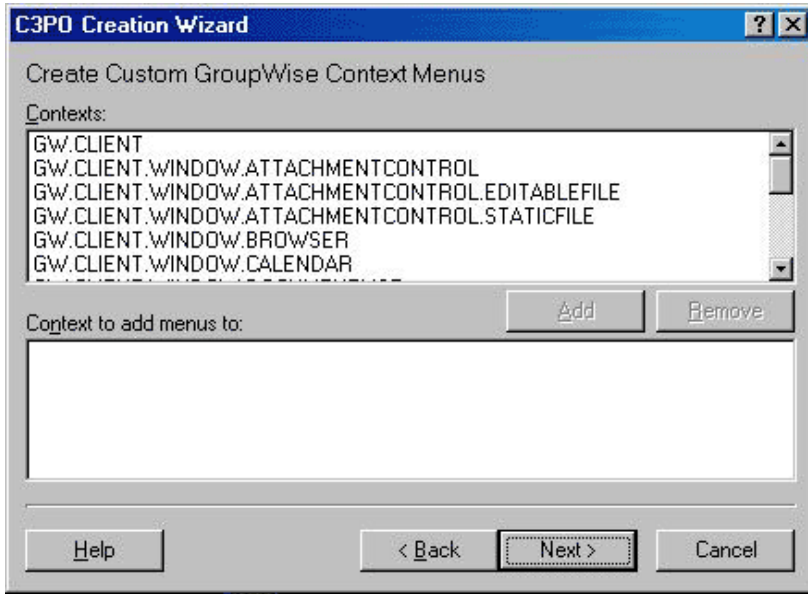 C3PO Creation Wizard
? ×
Create Custom GroupWise Context Menus
Contexts:
GW.CLIENT
GW.CLIENT.WINDOW.ATTACHMENTCONTROL
GW.CLIENT.WINDOW.ATTACHMENTCONTROL.EDITABLEFILE
GW.CLIENT.WINDOW.ATTACHMENTCONTROL.STATICFILE
GW.CLIENT.WINDOW.BROWSER
GW.CLIENT.WINDOW.CALENDAR
Add Remove
Context to add menus to:
Help < Back Next > Cancel